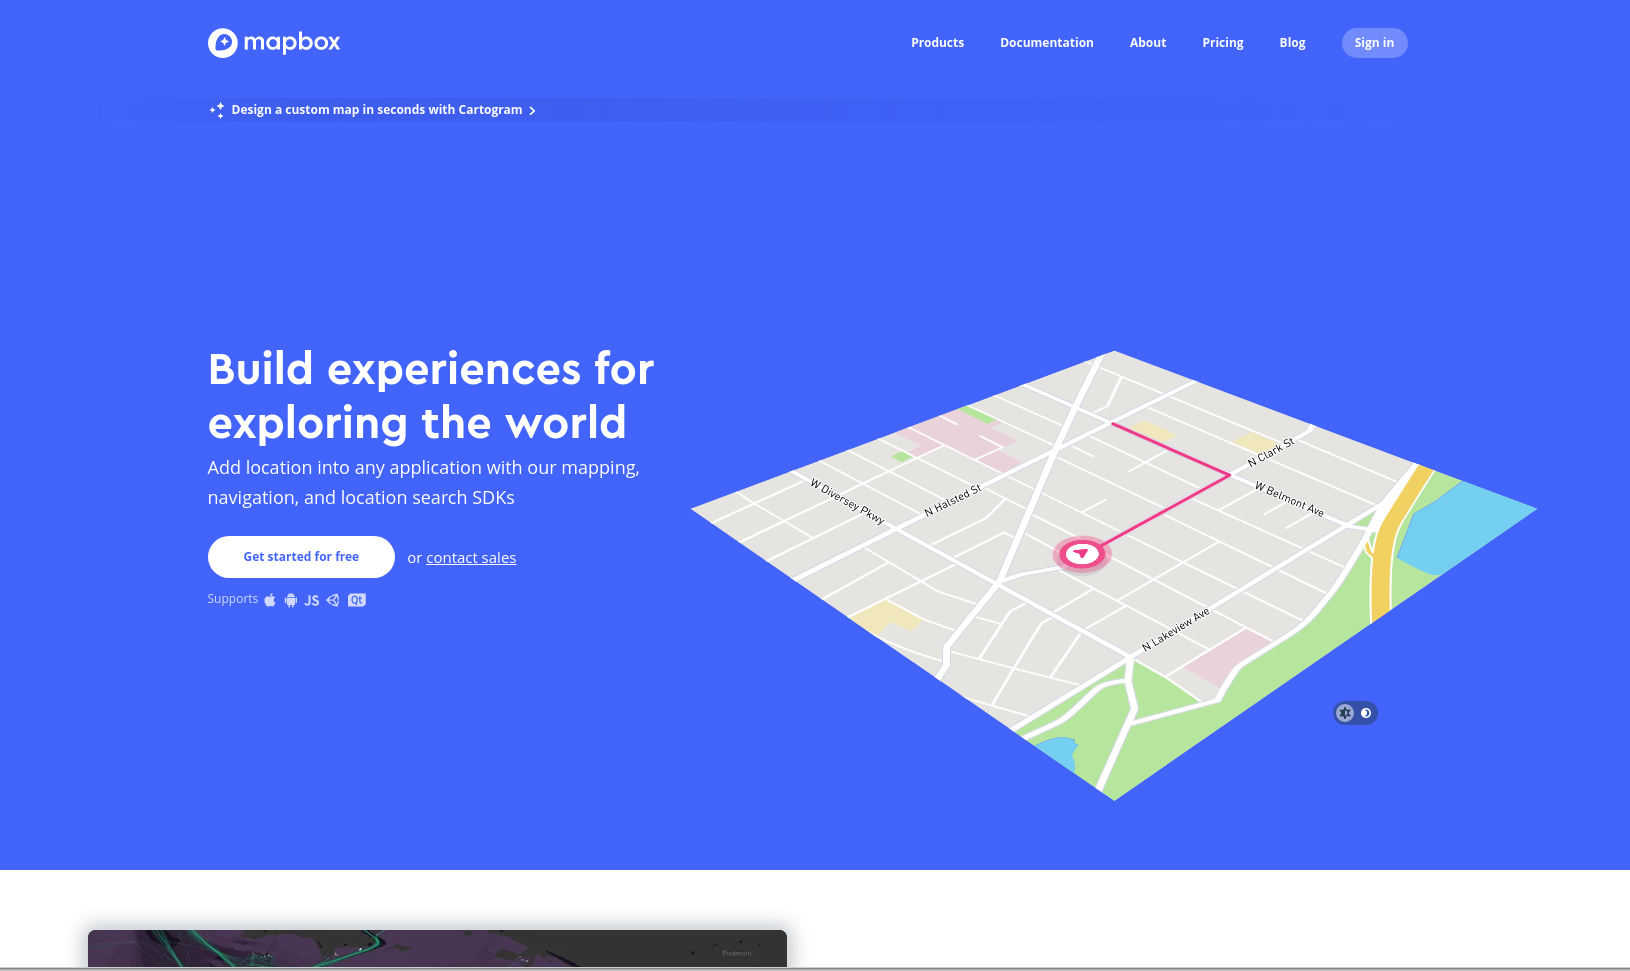 mapbox
Products
Documentation
About
Pricing
Blog
Sign in
Design a custom map in seconds with Cartogram
Build experiences for
exploring the world
Add location into any application with our mapping,
navigation, and location search SDKs
Get started for free
or contact sales
Supports
JS
Qt
N Clark St
W Diversey Pkwy
N Halsted St
W Belmont Ave
N Lakeview Ave
Piedmont